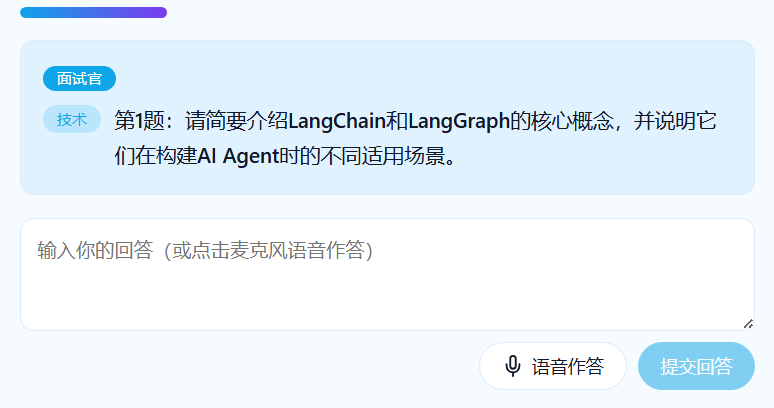 面试官
技术 第1题：请简要介绍LangChain和LangGraph的核心概念，并说明它
们在构建AI Agent时的不同适用场景。
输入你的回答（或点击麦克风语音作答）
语音作答 提交回答